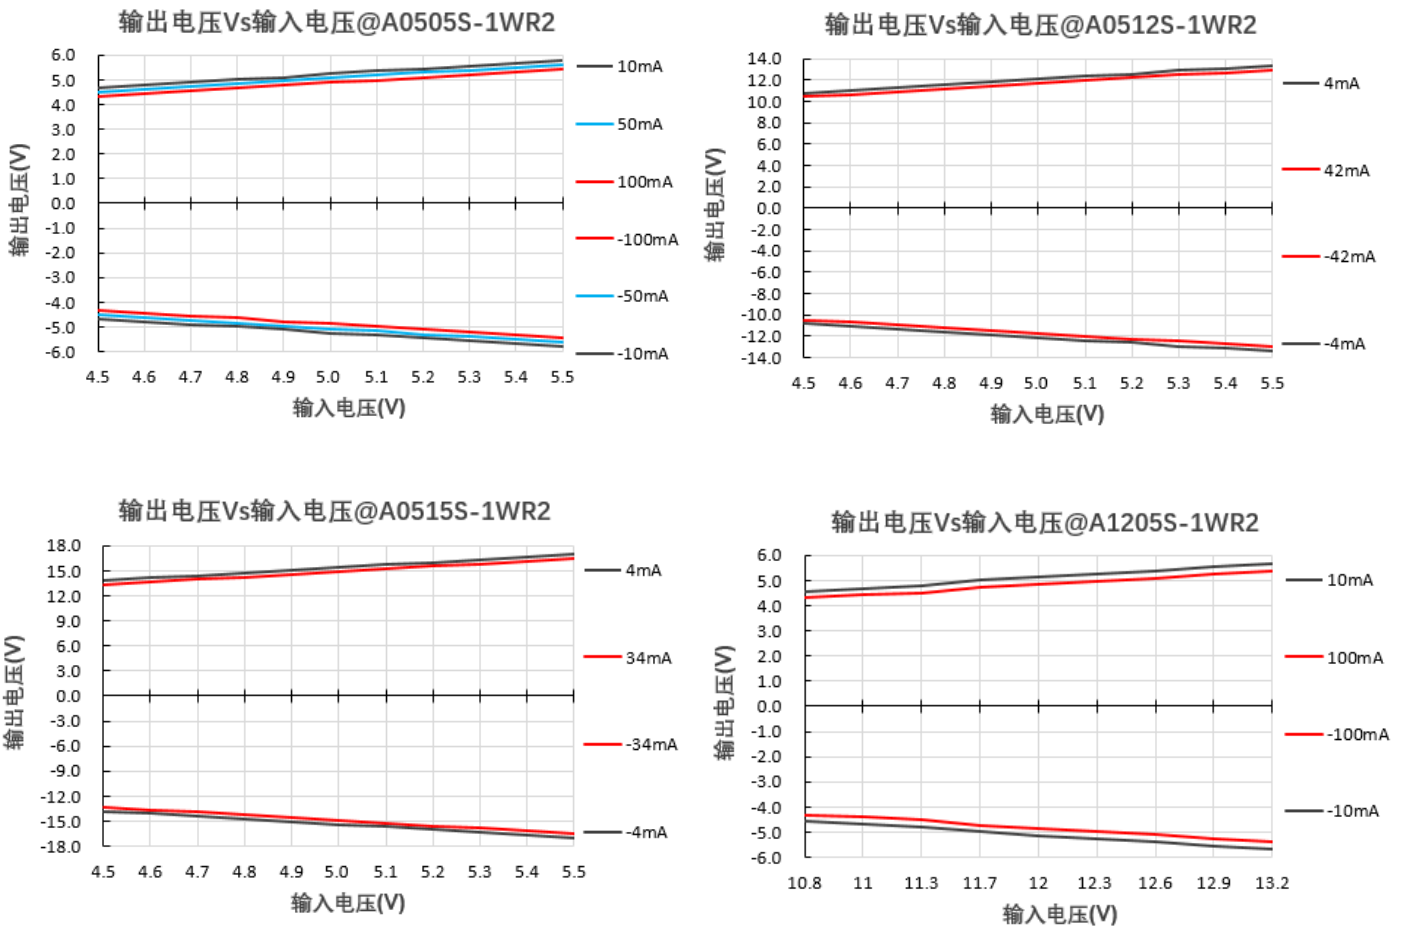 输出电压Vs输入电压@A0505S-1WR2
6.0
5.0
4.0
3.0
2.0
1.0
0.0
-1.0
-2.0
-3.0
-4.0
-5.0
-6.0
输出电压(V)
4.5 4.6 4.7 4.8 4.9 5.0 5.1 5.2 5.3 5.4 5.5
输入电压(V)
10mA
50mA
100mA
-100mA
-50mA
-10mA
输出电压Vs输入电压@A0512S-1WR2
14.0
12.0
10.0
8.0
6.0
4.0
2.0
0.0
-2.0
-4.0
-6.0
-8.0
-10.0
-12.0
-14.0
输出电压(V)
4.5 4.6 4.7 4.8 4.9 5.0 5.1 5.2 5.3 5.4 5.5
输入电压(V)
4mA
42mA
-42mA
-4mA
输出电压Vs输入电压@A0515S-1WR2
18.0
15.0
12.0
9.0
6.0
3.0
0.0
-3.0
-6.0
-9.0
-12.0
-15.0
-18.0
输出电压(V)
4.5 4.6 4.7 4.8 4.9 5.0 5.1 5.2 5.3 5.4 5.5
输入电压(V)
4mA
34mA
-34mA
-4mA
输出电压Vs输入电压@A1205S-1WR2
6.0
5.0
4.0
3.0
2.0
1.0
0.0
-1.0
-2.0
-3.0
-4.0
-5.0
-6.0
输出电压(V)
10.8 11 11.3 11.7 12 12.3 12.6 12.9 13.2
输入电压(V)
10mA
100mA
-100mA
-10mA